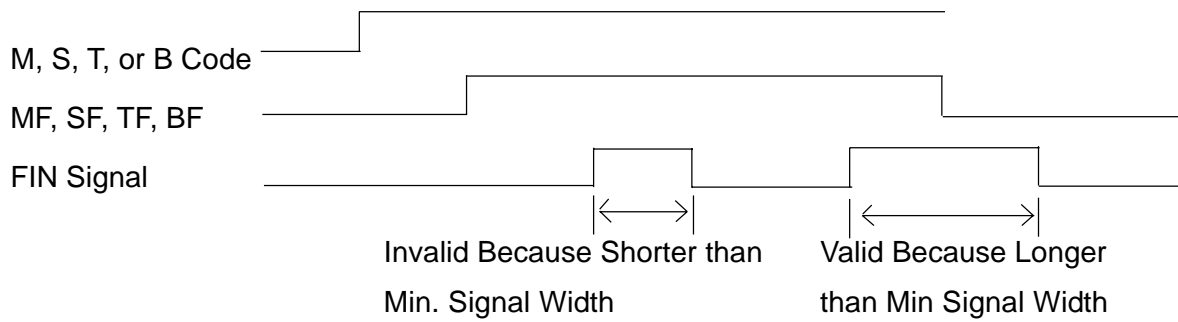 M, S, T, or B Code
MF, SF, TF, BF
FIN Signal
Invalid Because Shorter than
Min. Signal Width
Valid Because Longer
than Min Signal Width